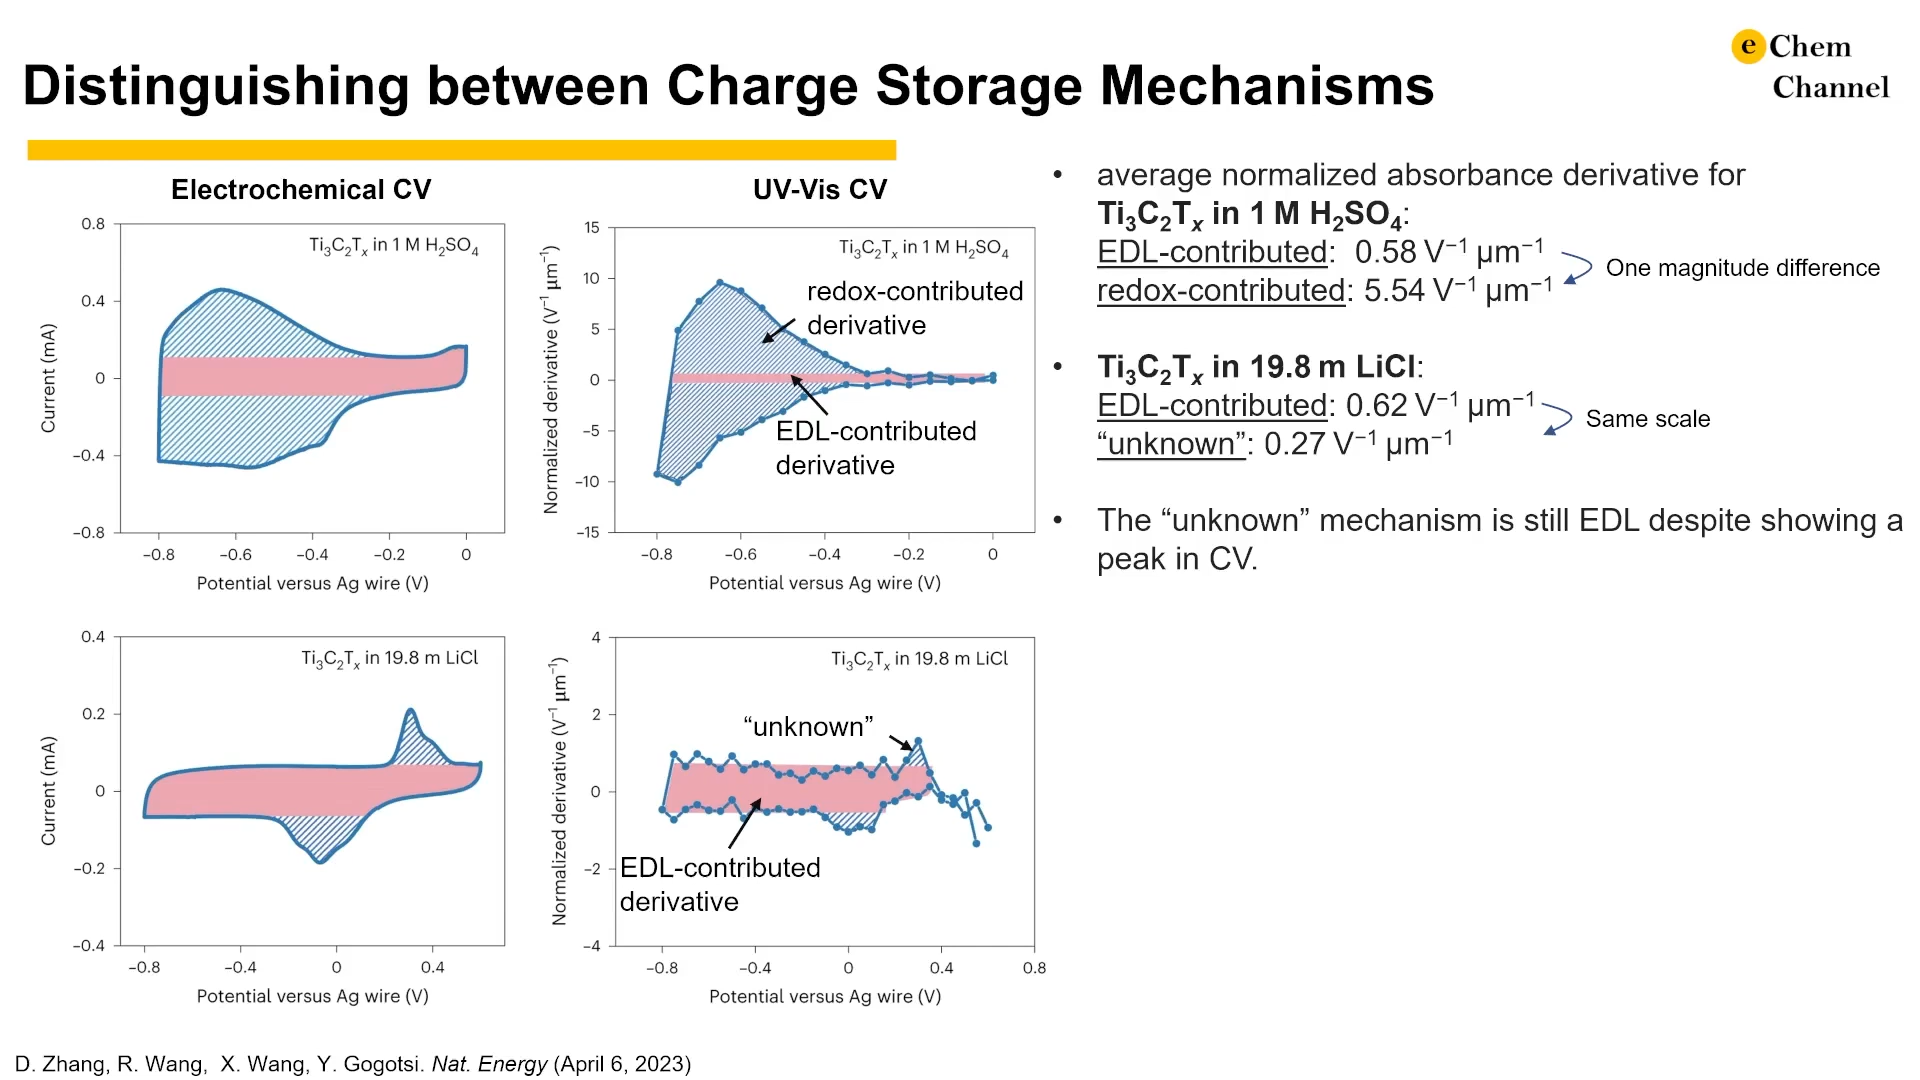 e Chem
Channel
Distinguishing between Charge Storage Mechanisms
Electrochemical CV
0.8
0.4
0
−0.4
−0.8
Current (mA)
Ti₃C₂Tₓ in 1 M H₂SO₄
−0.8 −0.6 −0.4 −0.2 0
Potential versus Ag wire (V)
UV-Vis CV
15
10
5
0
−5
−10
−15
Normalized derivative (V⁻¹ μm⁻¹)
Ti₃C₂Tₓ in 1 M H₂SO₄
redox-contributed
derivative
EDL-contributed
derivative
−0.8 −0.6 −0.4 −0.2 0
Potential versus Ag wire (V)
0.4
0.2
0
−0.2
−0.4
Current (mA)
Ti₃C₂Tₓ in 19.8 m LiCl
−0.8 −0.4 0 0.4
Potential versus Ag wire (V)
4
2
0
−2
−4
Normalized derivative (V⁻¹ μm⁻¹)
Ti₃C₂Tₓ in 19.8 m LiCl
“unknown”
EDL-contributed
derivative
−0.8 −0.4 0 0.4 0.8
Potential versus Ag wire (V)
• average normalized absorbance derivative for
Ti₃C₂Tₓ in 1 M H₂SO₄:
EDL-contributed: 0.58 V⁻¹ μm⁻¹
redox-contributed: 5.54 V⁻¹ μm⁻¹
One magnitude difference
• Ti₃C₂Tₓ in 19.8 m LiCl:
EDL-contributed: 0.62 V⁻¹ μm⁻¹
“unknown”: 0.27 V⁻¹ μm⁻¹
Same scale
• The “unknown” mechanism is still EDL despite showing a
peak in CV.
D. Zhang, R. Wang, X. Wang, Y. Gogotsi. Nat. Energy (April 6, 2023)